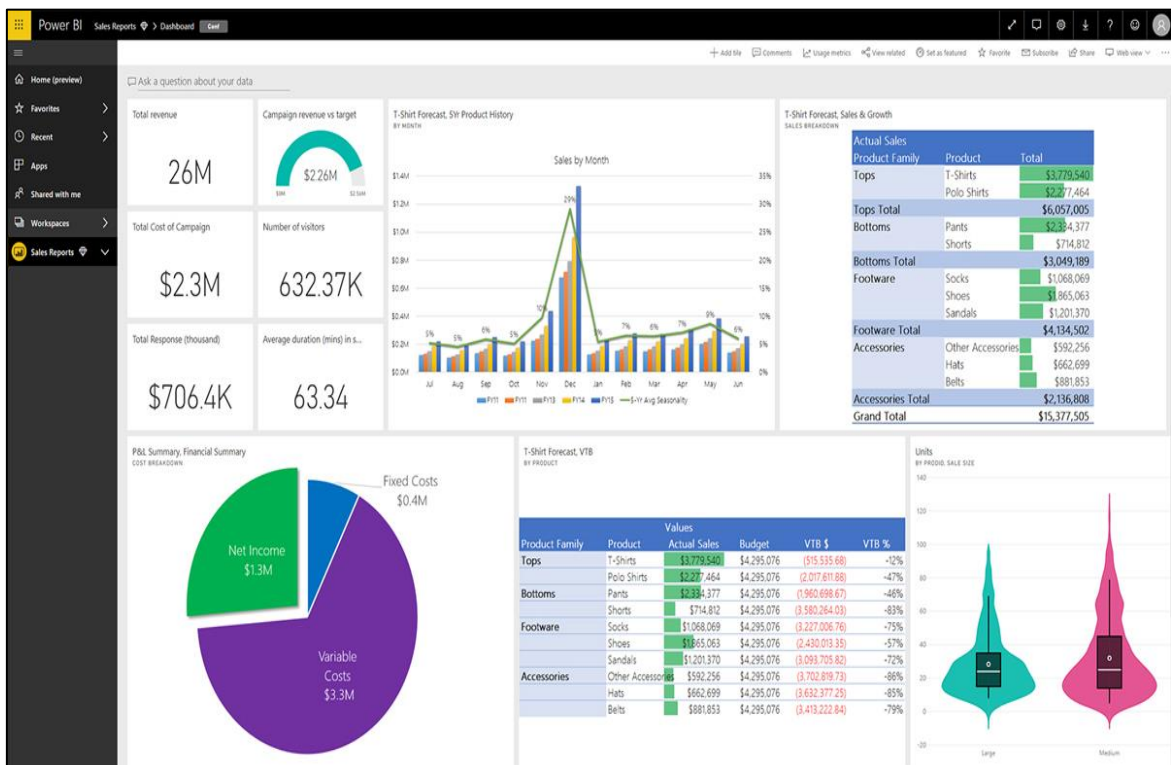 Power BI Sales Reports > Dashboard Conf
+ Add tile Comments Usage metrics View related Set as featured Favorite Subscribe Share Web view
Home (preview)
Favorites
Recent
Apps
Shared with me
Workspaces
Sales Reports
Ask a question about your data
Total revenue
26M
Campaign revenue vs target
$2.26M
Total Cost of Campaign
$2.3M
Number of visitors
632.37K
Total Response (thousand)
$706.4K
Average duration (mins) in s...
63.34
T-Shirt Forecast, 5Yr Product History
BY MONTH
Sales by Month
$1.4M
$1.2M
$1.0M
$0.8M
$0.6M
$0.4M
$0.2M
$0.0M
35%
30%
25%
20%
15%
10%
5%
0%
5% 4% 6% 5% 10% 29% 5% 7% 6% 7% 9% 6%
Jul Aug Sep Oct Nov Dec Jan Feb Mar Apr May Jun
FY11 FY11 FY13 FY14 FY15 5-Yr Avg Seasonality
T-Shirt Forecast, Sales & Growth
SALES BREAKDOWN
Actual Sales
Product Family Product Total
Tops T-Shirts $3,779,540
Polo Shirts $2,277,464
Tops Total $6,057,005
Bottoms Pants $2,334,377
Shorts $714,812
Bottoms Total $3,049,189
Footware Socks $1,068,069
Shoes $1,865,063
Sandals $1,201,370
Footware Total $4,134,502
Accessories Other Accessories $592,256
Hats $662,699
Belts $881,853
Accessories Total $2,136,808
Grand Total $15,377,505
P&L Summary, Financial Summary
COST BREAKDOWN
Fixed Costs
$0.4M
Net Income
$1.3M
Variable
Costs
$3.3M
T-Shirt Forecast, VTB
BY PRODUCT
Values
Product Family Product Actual Sales Budget VTB $ VTB %
Tops T-Shirts $3,779,540 $4,295,076 (515,535.68) -12%
Polo Shirts $2,277,464 $4,295,076 (2,017,611.88) -47%
Bottoms Pants $2,334,377 $4,295,076 (1,960,698.67) -46%
Shorts $714,812 $4,295,076 (3,580,264.03) -83%
Footware Socks $1,068,069 $4,295,076 (3,227,006.76) -75%
Shoes $1,865,063 $4,295,076 (2,430,013.35) -57%
Sandals $1,201,370 $4,295,076 (3,093,705.82) -72%
Accessories Other Accessories $592,256 $4,295,076 (3,702,819.73) -86%
Hats $662,699 $4,295,076 (3,632,377.25) -85%
Belts $881,853 $4,295,076 (3,413,222.84) -79%
Units
BY PRODID, SALE SIZE
140
120
100
80
60
40
20
0
-20
Large Medium